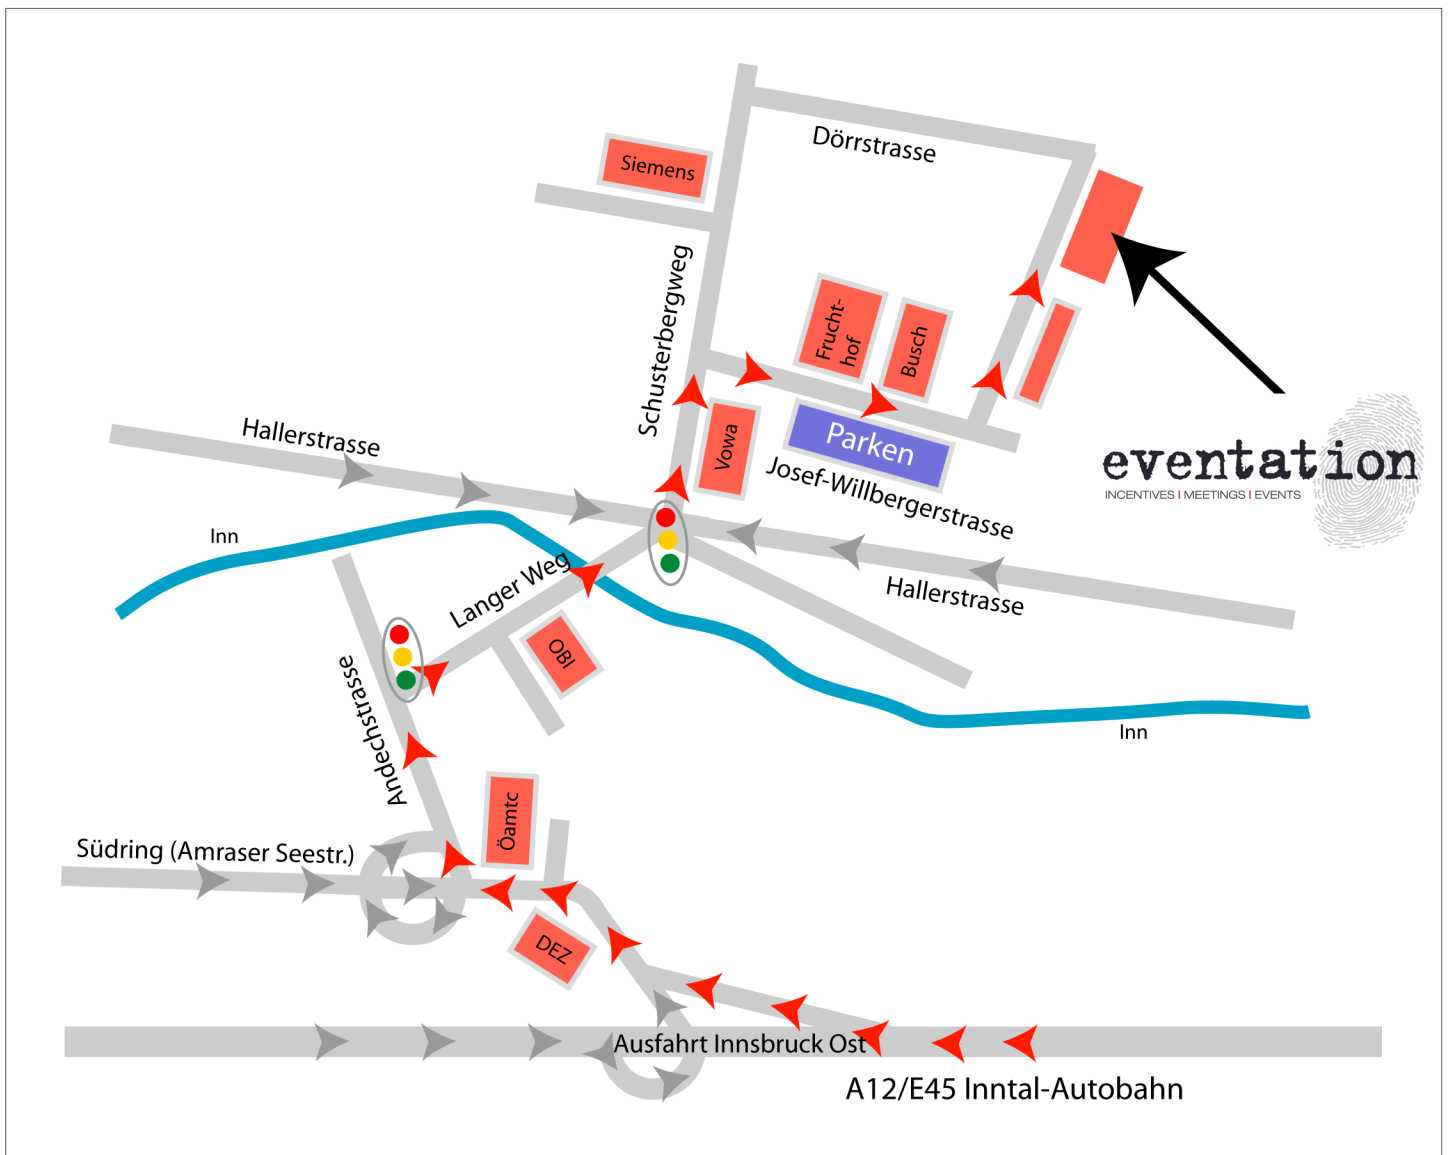 Dörrstrasse
Siemens
Schusterbergweg
Frucht-
hof
Busch
Vowa
Parken
Josef-Willbergerstrasse
Hallerstrasse
eventation
INCENTIVES I MEETINGS I EVENTS
Inn
Langer Weg
Hallerstrasse
OBI
Andechstrasse
Inn
Öamtc
Südring (Amraser Seestr.)
DEZ
Ausfahrt Innsbruck Ost
A12/E45 Inntal-Autobahn